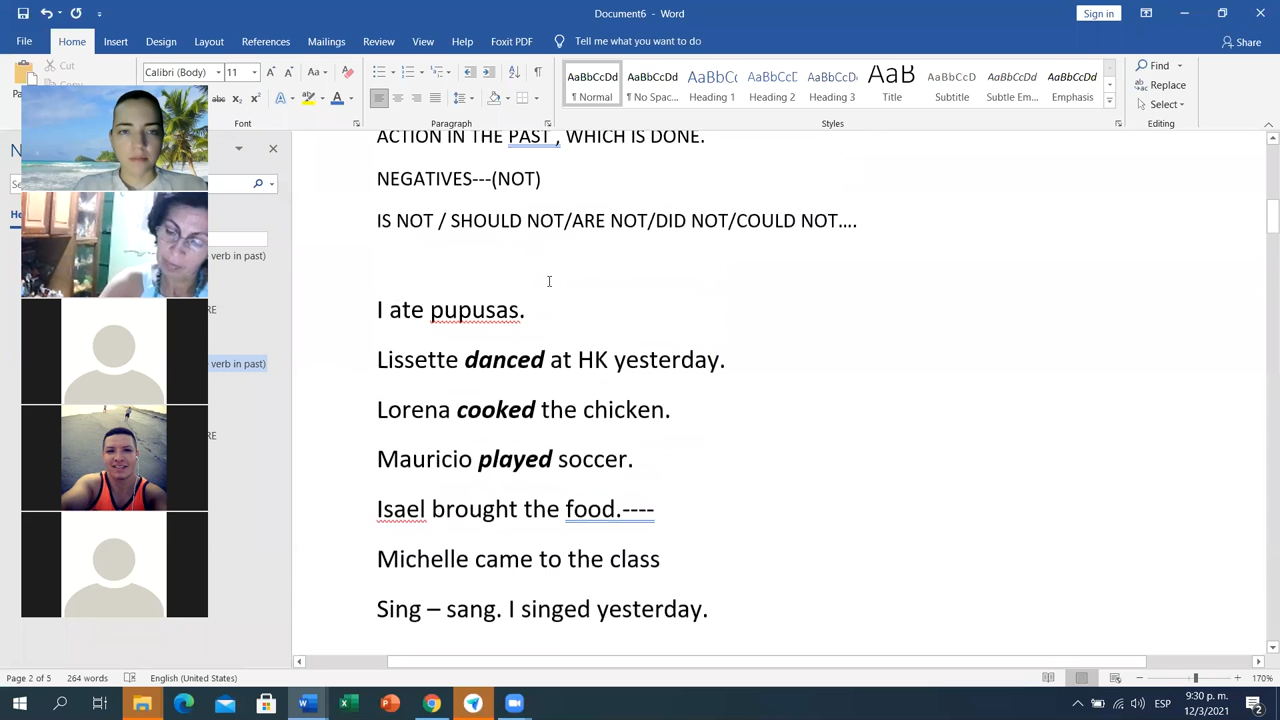 Document6 - Word
Sign in
File Home Insert Design Layout References Mailings Review View Help Foxit PDF Tell me what you want to do Share
Cut
Calibri (Body) 11
Font
Paragraph
AaBbCcDd AaBbCcDd AaBbCc AaBbCcD AaBbCcD AaB AaBbCcD AaBbCcDd AaBbCcDd
¶ Normal ¶ No Spac... Heading 1 Heading 2 Heading 3 Title Subtitle Subtle Em... Emphasis
Styles
Find
Replace
Select
Editing
verb in past)
RE
verb in past)
RE
ACTION IN THE PAST , WHICH IS DONE.
NEGATIVES---(NOT)
IS NOT / SHOULD NOT/ARE NOT/DID NOT/COULD NOT....
I ate pupusas.
Lissette danced at HK yesterday.
Lorena cooked the chicken.
Mauricio played soccer.
Isael brought the food.----
Michelle came to the class
Sing – sang. I singed yesterday.
Page 2 of 5 264 words English (United States) 170%
ESP 9:30 p. m. 12/3/2021 2